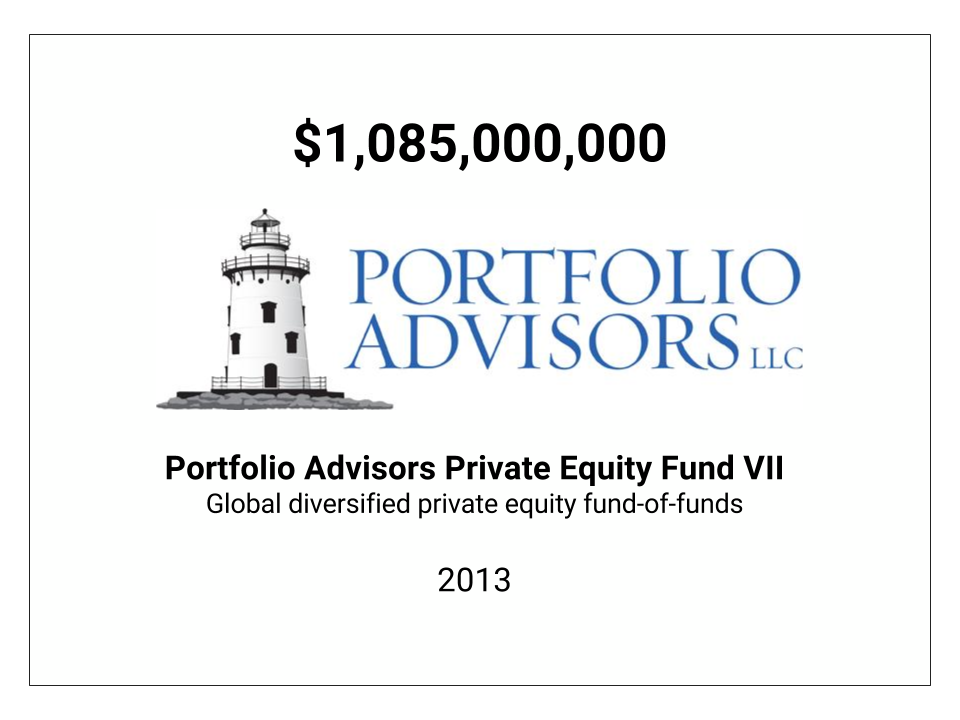 $1,085,000,000
PORTFOLIO
ADVISORS LLC
Portfolio Advisors Private Equity Fund VII
Global diversified private equity fund-of-funds
2013